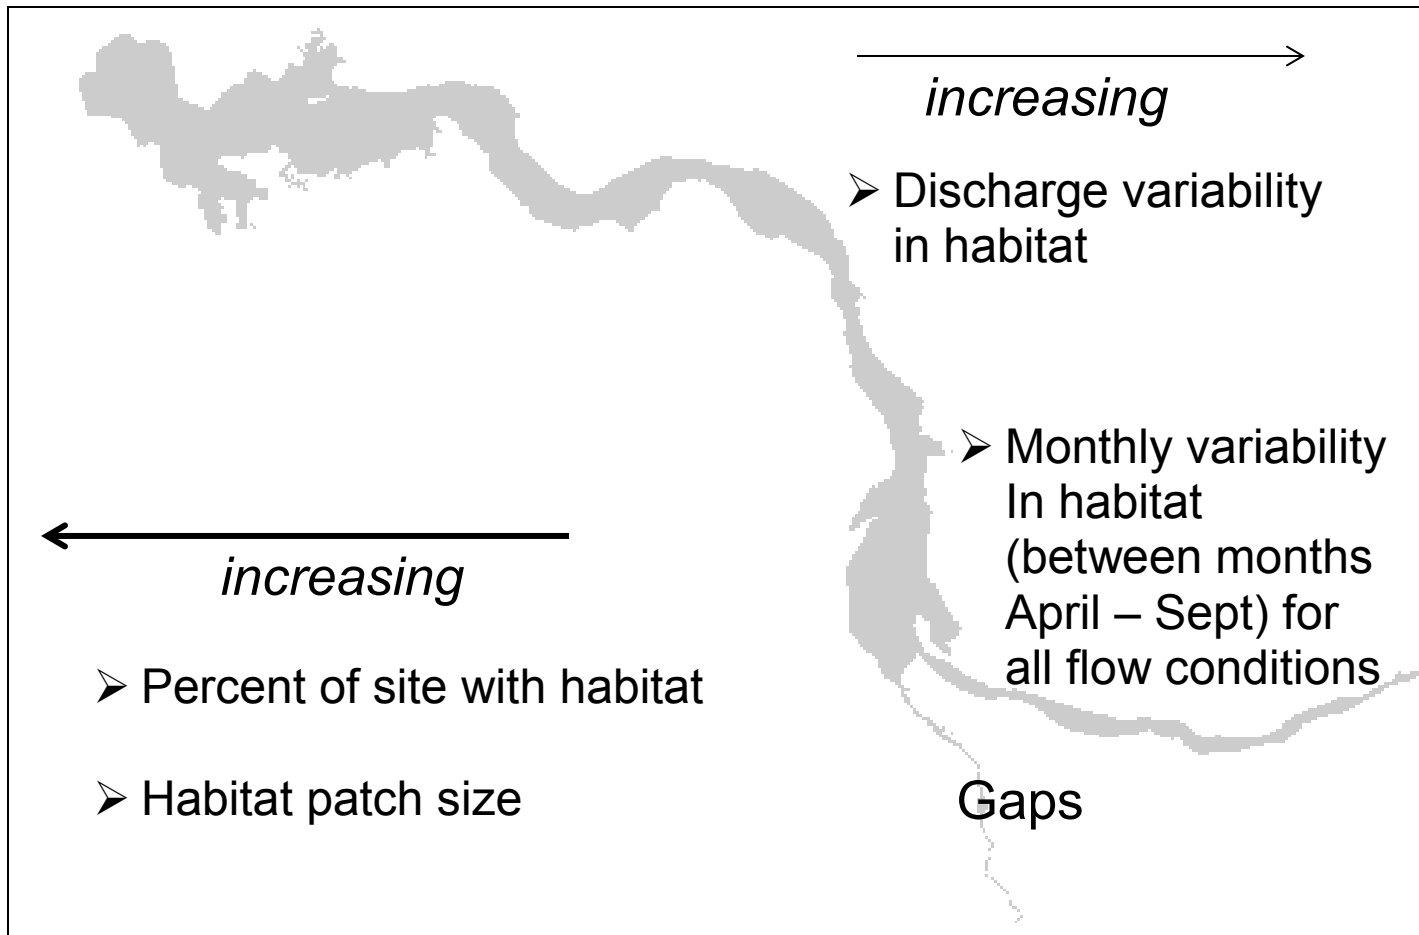 increasing
➢ Discharge variability
in habitat
➢ Monthly variability
In habitat
(between months
April – Sept) for
all flow conditions
increasing
➢ Percent of site with habitat
➢ Habitat patch size
Gaps